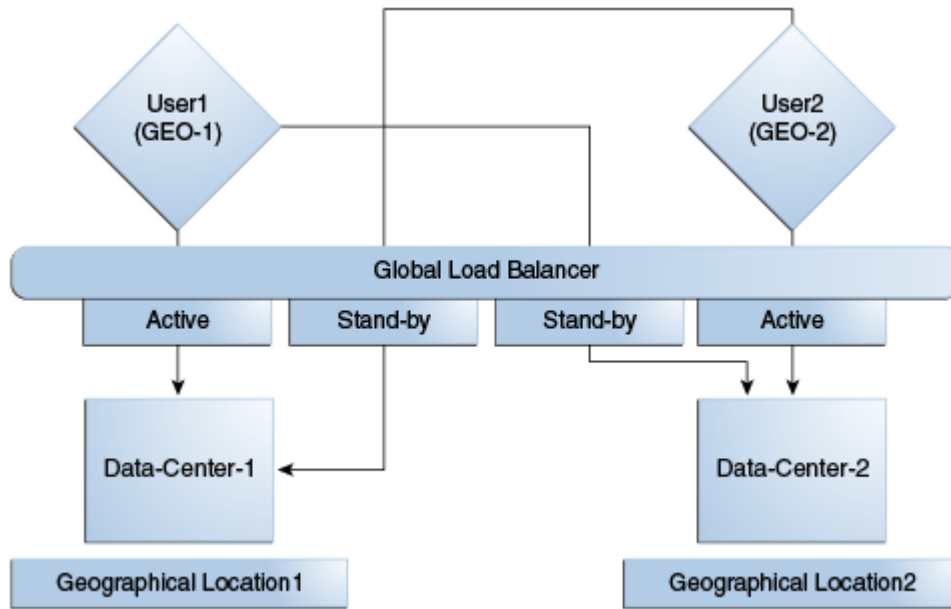 User1
(GEO-1)
User2
(GEO-2)
Global Load Balancer
Active
Stand-by
Stand-by
Active
Data-Center-1
Data-Center-2
Geographical Location1
Geographical Location2